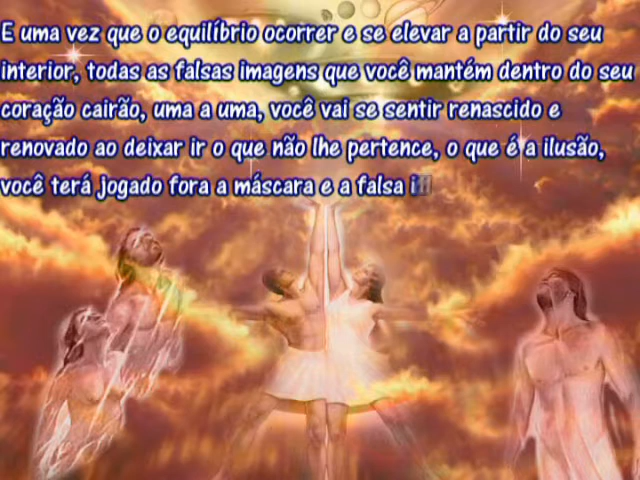 E uma vez que o equilíbrio ocorrer e se elevar a partir do seu
interior, todas as falsas imagens que você mantém dentro do seu
coração cairão, uma a uma, você vai se sentir renascido e
renovado ao deixar ir o que não lhe pertence, o que é a ilusão,
você terá jogado fora a máscara e a falsa